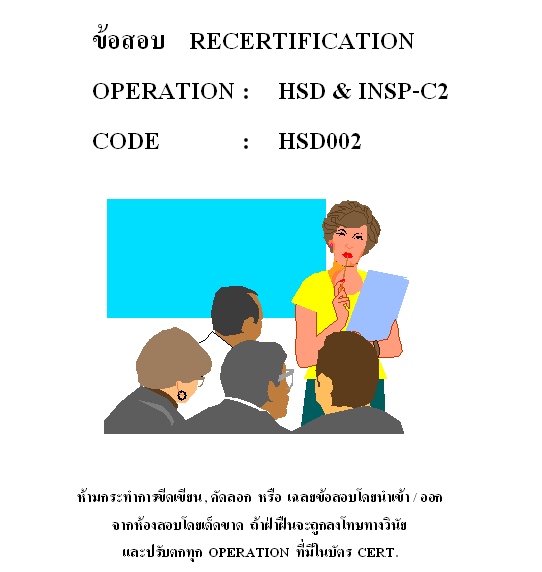 ข้อสอบ RECERTIFICATION
OPERATION : HSD & INSP-C2
CODE : HSD002
ห้ามกระทำการขีดเขียน, คัดลอก หรือ เฉลยข้อสอบโดยนำเข้า / ออก
จากห้องสอบโดยเด็ดขาด ถ้าฝ่าฝืนจะถูกลงโทษทางวินัย
และปรับตกทุก OPERATION ที่มีในบัตร CERT.